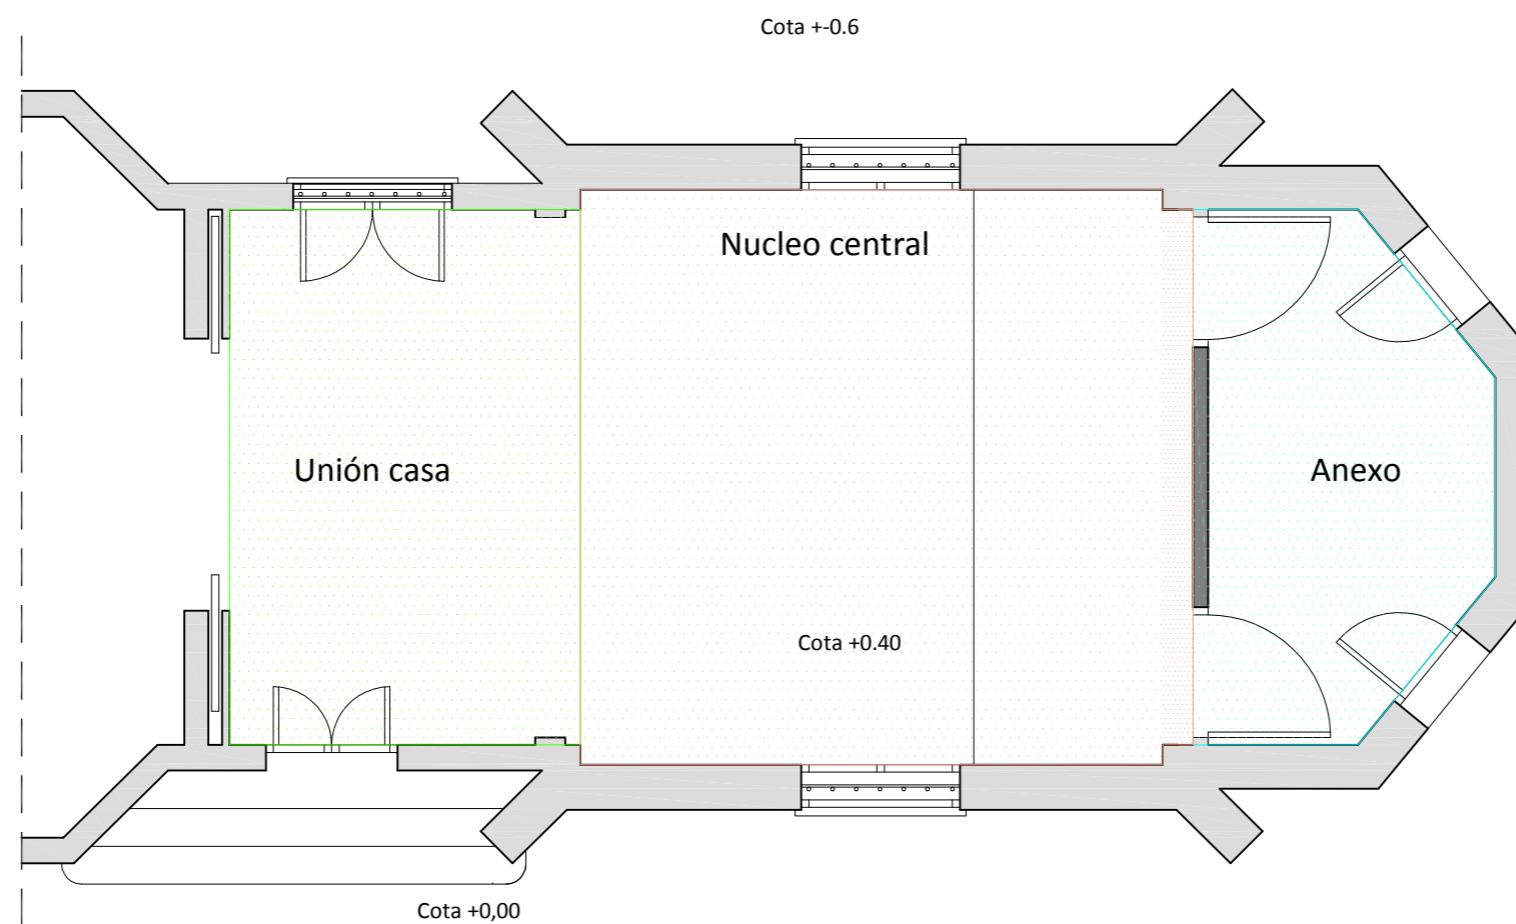 Cota +-0.6
Nucleo central
Unión casa
Anexo
Cota +0.40
Cota +0,00